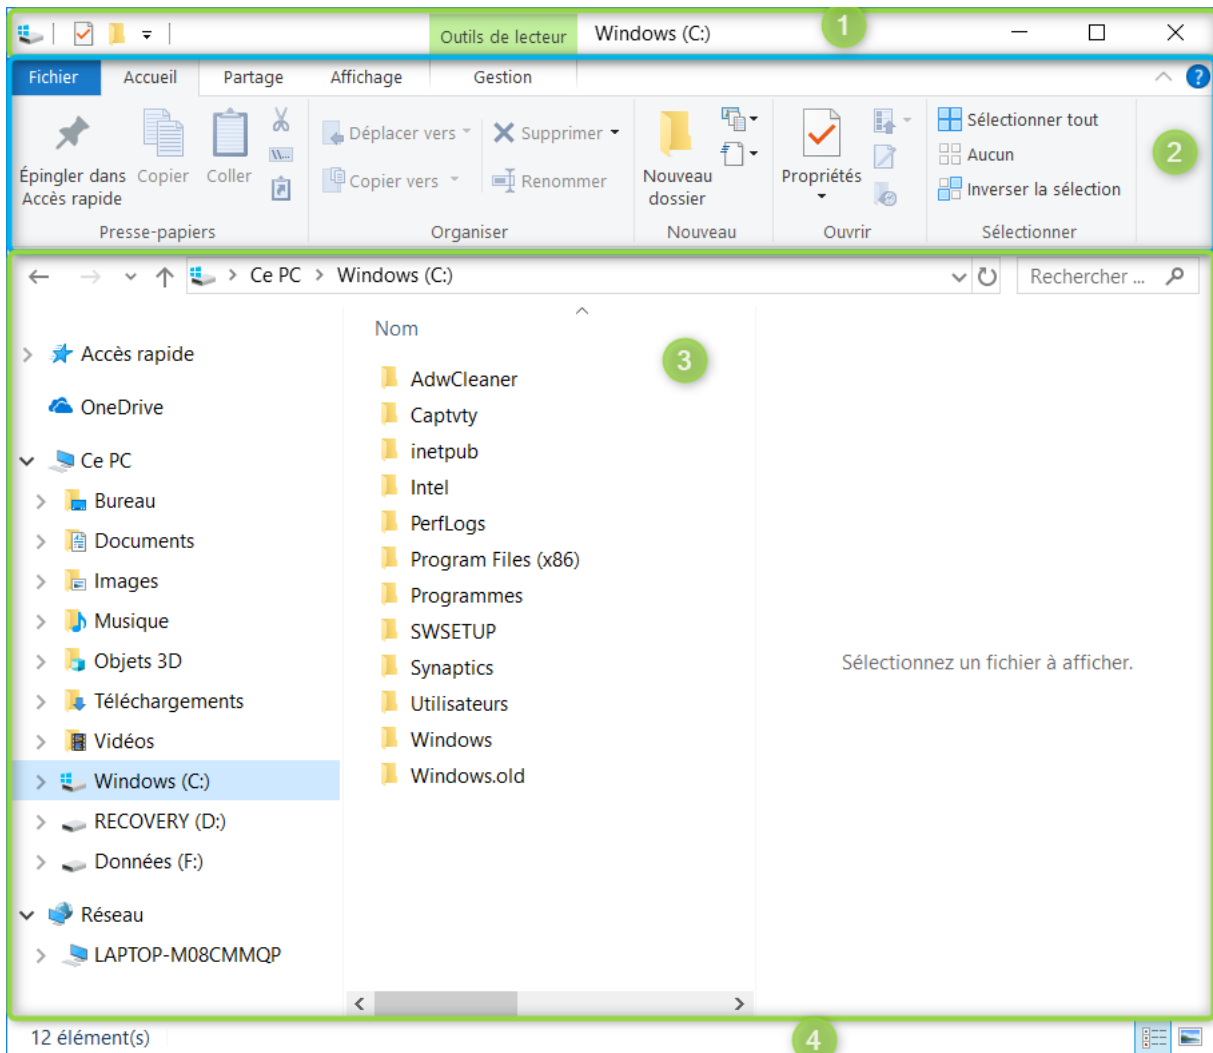 Outils de lecteur Windows (C:) 1
Fichier Accueil Partage Affichage Gestion ?
Épingler dans Accès rapide
Copier
Coller
W...
Presse-papiers
Déplacer vers
Copier vers
Supprimer
Renommer
Organiser
Nouveau dossier
Nouveau
Propriétés
Ouvrir
Sélectionner tout
Aucun
Inverser la sélection
Sélectionner
2
Ce PC > Windows (C:)
Rechercher ...
Accès rapide
OneDrive
Ce PC
Bureau
Documents
Images
Musique
Objets 3D
Téléchargements
Vidéos
Windows (C:)
RECOVERY (D:)
Données (F:)
Réseau
LAPTOP-M08CMMQP
Nom
3
AdwCleaner
Captvty
inetpub
Intel
PerfLogs
Program Files (x86)
Programmes
SWSETUP
Synaptics
Utilisateurs
Windows
Windows.old
Sélectionnez un fichier à afficher.
12 élément(s)
4